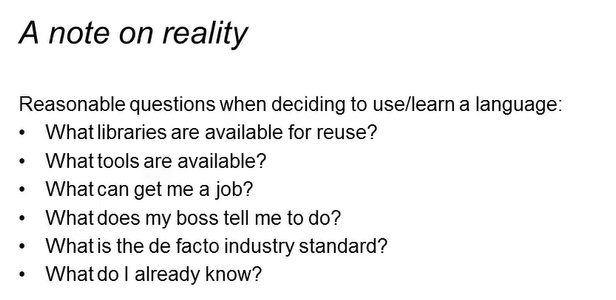 A note on reality
Reasonable questions when deciding to use/learn a language:
• What libraries are available for reuse?
• What tools are available?
• What can get me a job?
• What does my boss tell me to do?
• What is the de facto industry standard?
• What do I already know?